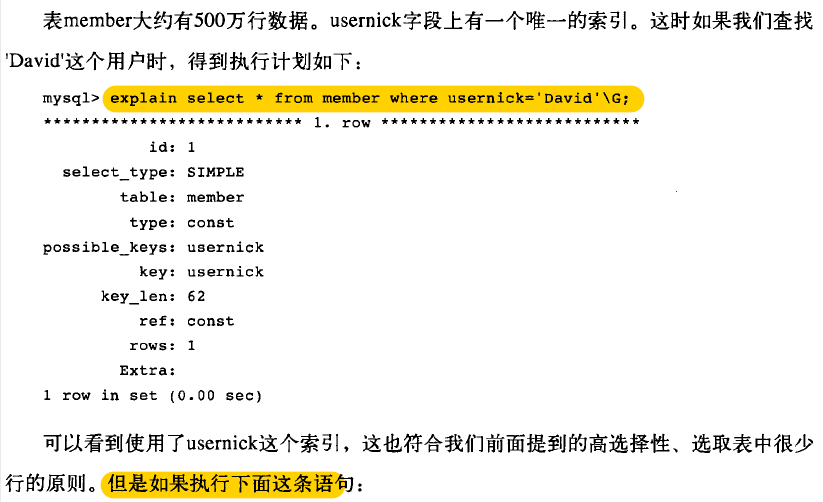 表member大约有500万行数据。usernick字段上有一个唯一的索引。这时如果我们查找
'David'这个用户时，得到执行计划如下：
mysql> explain select * from member where usernick='David'\G;
*************************** 1. row ***************************
id: 1
select_type: SIMPLE
table: member
type: const
possible_keys: usernick
key: usernick
key_len: 62
ref: const
rows: 1
Extra:
1 row in set (0.00 sec)
可以看到使用了usernick这个索引，这也符合我们前面提到的高选择性、选取表中很少
行的原则。但是如果执行下面这条语句：